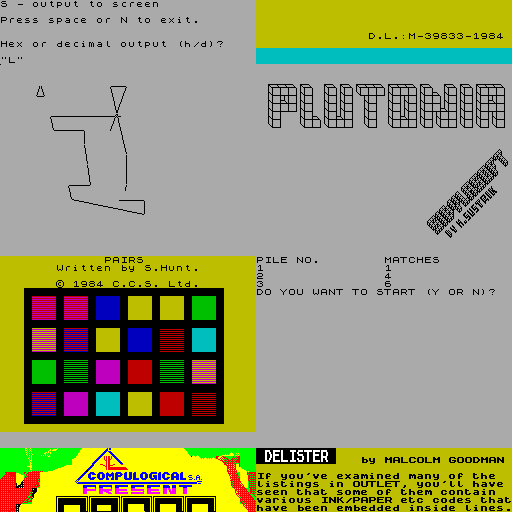 S - output to screen
Press space or N to exit.
Hex or decimal output (h/d)?
"L"
D.L.:M-39833-1984
PLUTONIA
BY M.SUSTRUK
PAIRS
Written by S.Hunt.
© 1984 C.C.S. Ltd.
PILE NO. MATCHES
1 1
2 4
3 6
DO YOU WANT TO START (Y OR N)?
COMPULOGICAL S.A.
PRESENT
DELISTER by MALCOLM GOODMAN
If you've examined many of the
listings in OUTLET, you'll have
seen that some of them contain
various INK/PAPER etc codes that
have been embedded inside lines.